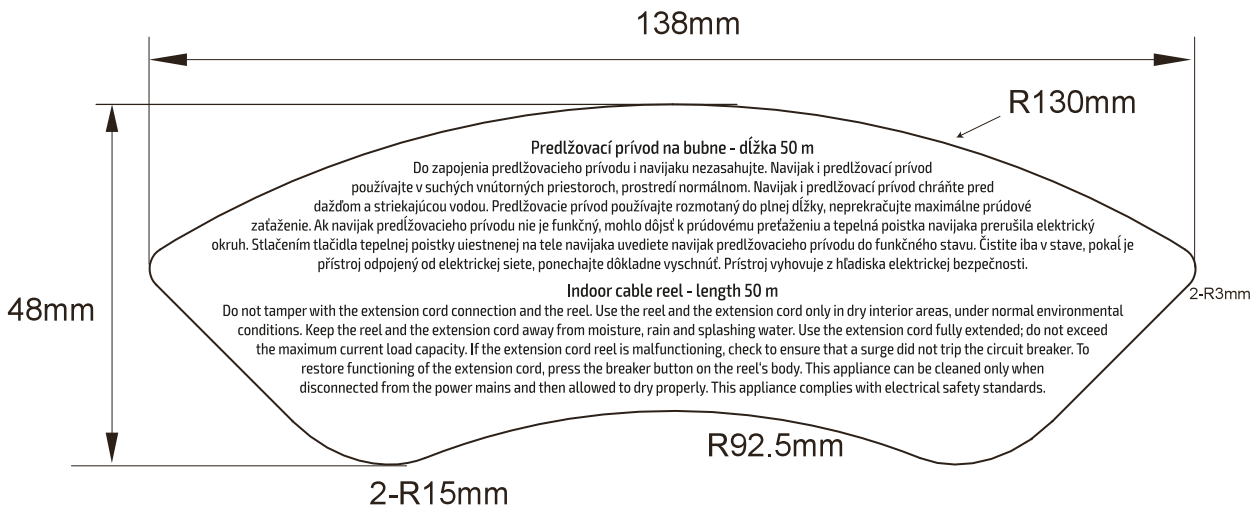 138mm
R130mm
Predlžovací prívod na bubne - dĺžka 50 m
Do zapojenia predlžovacieho prívodu i navijaku nezasahujte. Navijak i predlžovací prívod
používajte v suchých vnútorných priestoroch, prostredí normálnom. Navijak i predlžovací prívod chráňte pred
dažďom a striekajúcou vodou. Predlžovacie prívod používajte rozmotaný do plnej dĺžky, neprekračujte maximálne prúdové
zaťaženie. Ak navijak predĺžovacieho prívodu nie je funkčný, mohlo dôjsť k prúdovému preťaženiu a tepelná poistka navijaka prerušila elektrický
okruh. Stlačením tlačidla tepelnej poistky uiestnenej na tele navijaka uvediete navijak predlžovacieho prívodu do funkčného stavu. Čistite iba v stave, pokaľ je
přístroj odpojený od elektrickej siete, ponechajte dôkladne vyschnúť. Prístroj vyhovuje z hľadiska elektrickej bezpečnosti.
Indoor cable reel - length 50 m
Do not tamper with the extension cord connection and the reel. Use the reel and the extension cord only in dry interior areas, under normal environmental
conditions. Keep the reel and the extension cord away from moisture, rain and splashing water. Use the extension cord fully extended; do not exceed
the maximum current load capacity. If the extension cord reel is malfunctioning, check to ensure that a surge did not trip the circuit breaker. To
restore functioning of the extension cord, press the breaker button on the reel's body. This appliance can be cleaned only when
disconnected from the power mains and then allowed to dry properly. This appliance complies with electrical safety standards.
48mm
2-R3mm
R92.5mm
2-R15mm